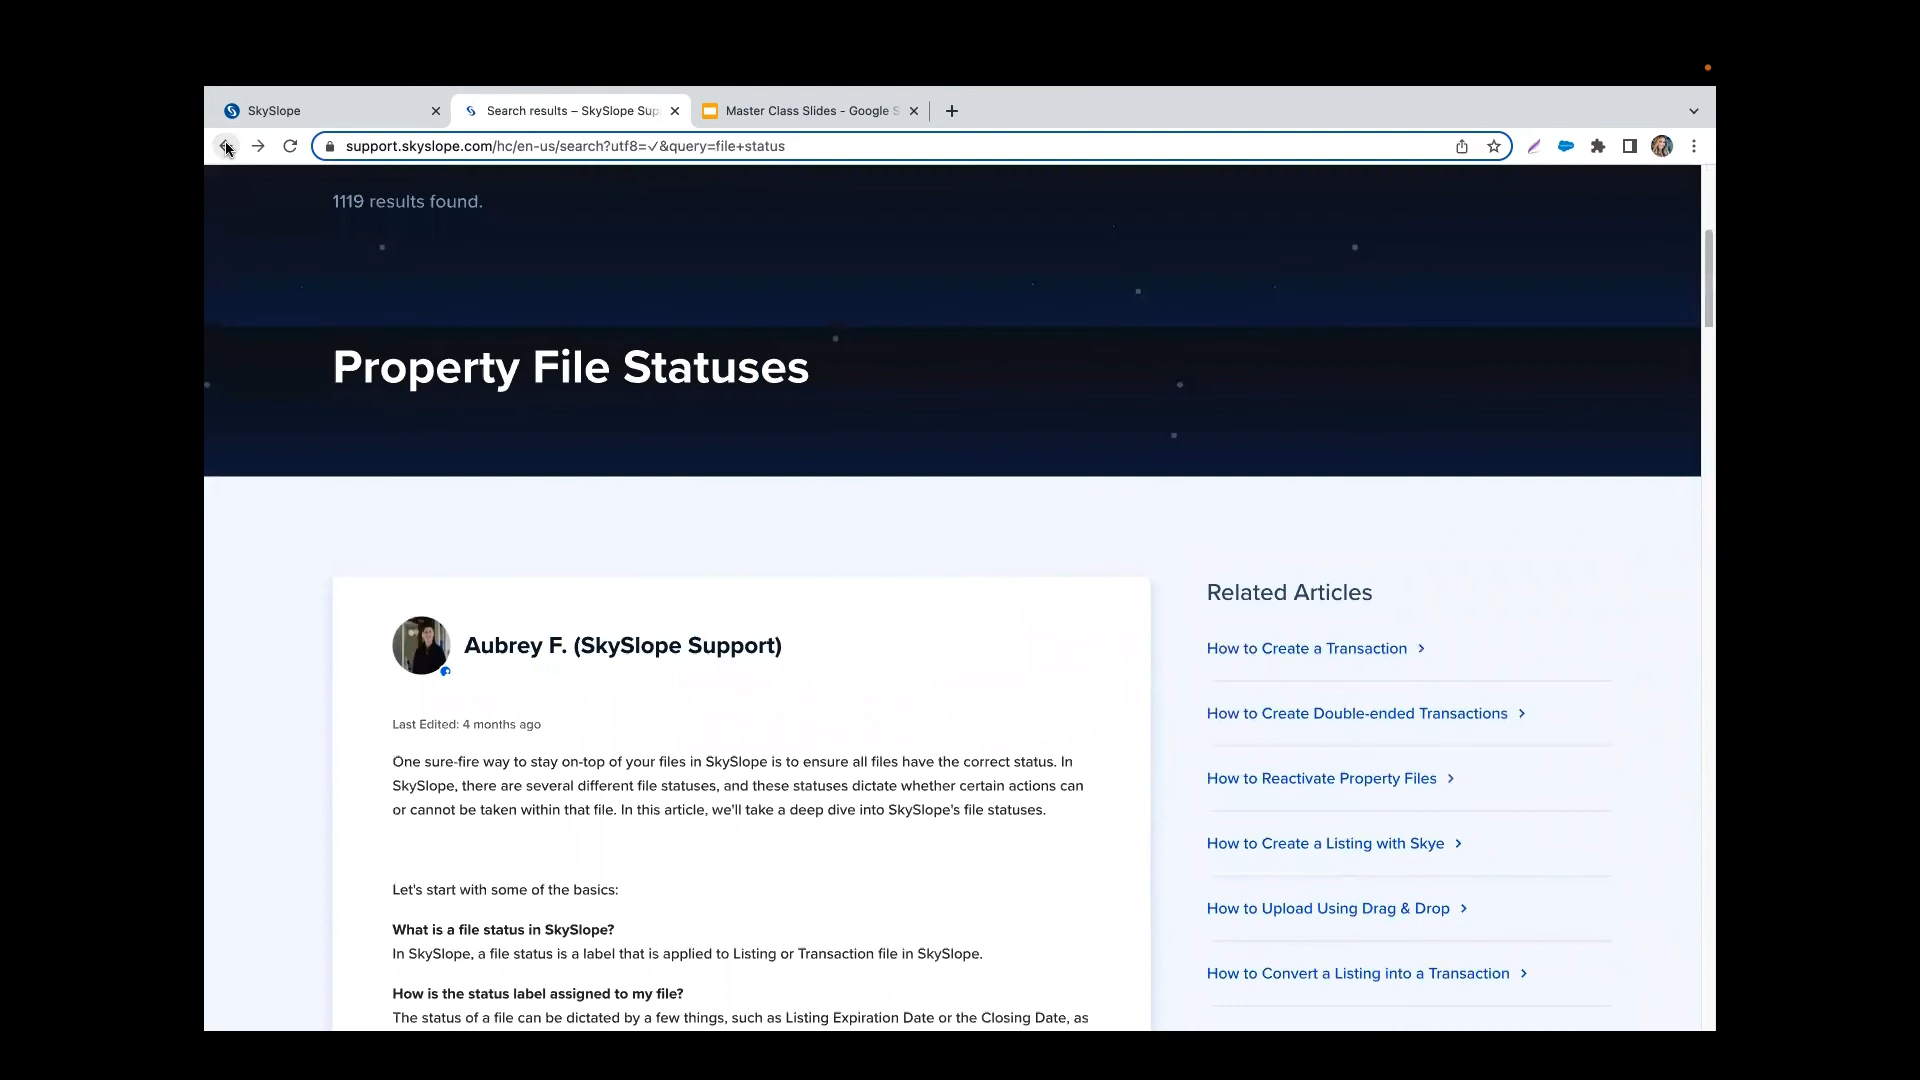 SkySlope
Search results – SkySlope Sup
Master Class Slides - Google S
support.skyslope.com/hc/en-us/search?utf8=✓&query=file+status
1119 results found.
Property File Statuses
Aubrey F. (SkySlope Support)
Last Edited: 4 months ago
One sure-fire way to stay on-top of your files in SkySlope is to ensure all files have the correct status. In
SkySlope, there are several different file statuses, and these statuses dictate whether certain actions can
or cannot be taken within that file. In this article, we'll take a deep dive into SkySlope's file statuses.
Let's start with some of the basics:
What is a file status in SkySlope?
In SkySlope, a file status is a label that is applied to Listing or Transaction file in SkySlope.
How is the status label assigned to my file?
The status of a file can be dictated by a few things, such as Listing Expiration Date or the Closing Date, as
Related Articles
How to Create a Transaction
How to Create Double-ended Transactions
How to Reactivate Property Files
How to Create a Listing with Skye
How to Upload Using Drag & Drop
How to Convert a Listing into a Transaction